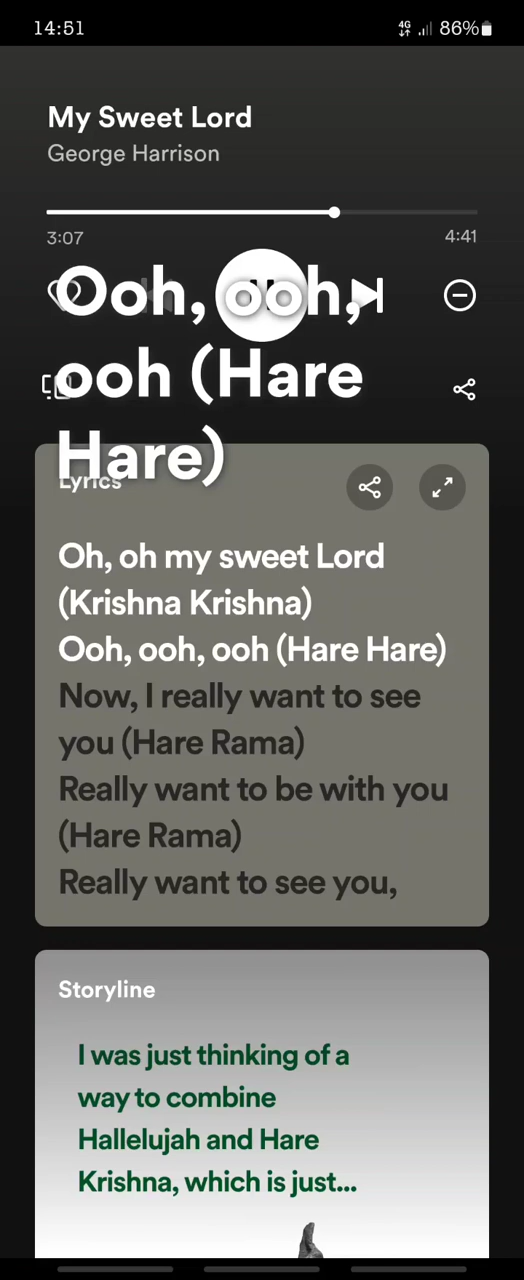 14:51
4G 86%
My Sweet Lord
George Harrison
3:07
4:41
Ooh, ooh,
ooh (Hare
Hare)
Lyrics
Oh, oh my sweet Lord
(Krishna Krishna)
Ooh, ooh, ooh (Hare Hare)
Now, I really want to see
you (Hare Rama)
Really want to be with you
(Hare Rama)
Really want to see you,
Storyline
I was just thinking of a
way to combine
Hallelujah and Hare
Krishna, which is just...